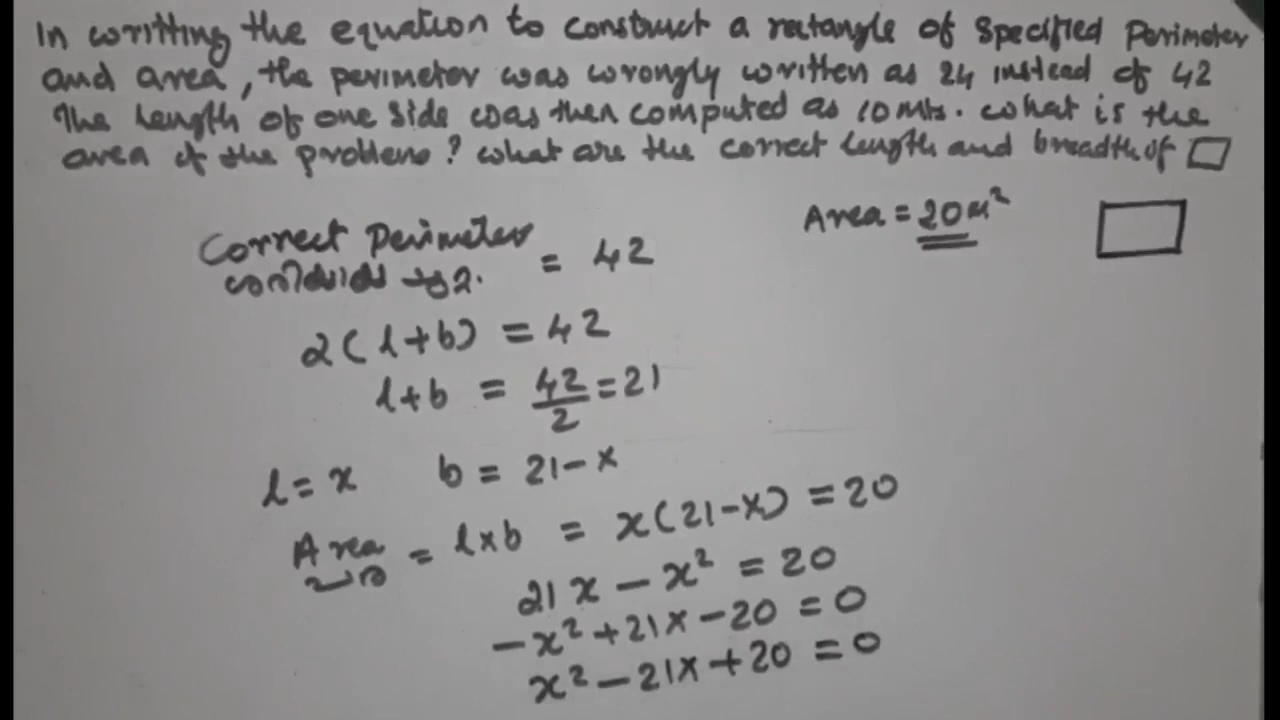 In writting the equation to construct a ratangle of Specified Perimeter
and area, the perimeter was wrongly written as 24 instead of 42
The length of one side was then computed as 10 Mts. What is the
area of the problem? What are the correct length and breadth of ▭
Area = 20 M²
Correct Perimeter = 42
2(l+b) = 42
l+b = 42/2 = 21
l = x b = 21-x
Area = l×b = x(21-x) = 20
21x - x² = 20
-x² + 21x - 20 = 0
x² - 21x + 20 = 0